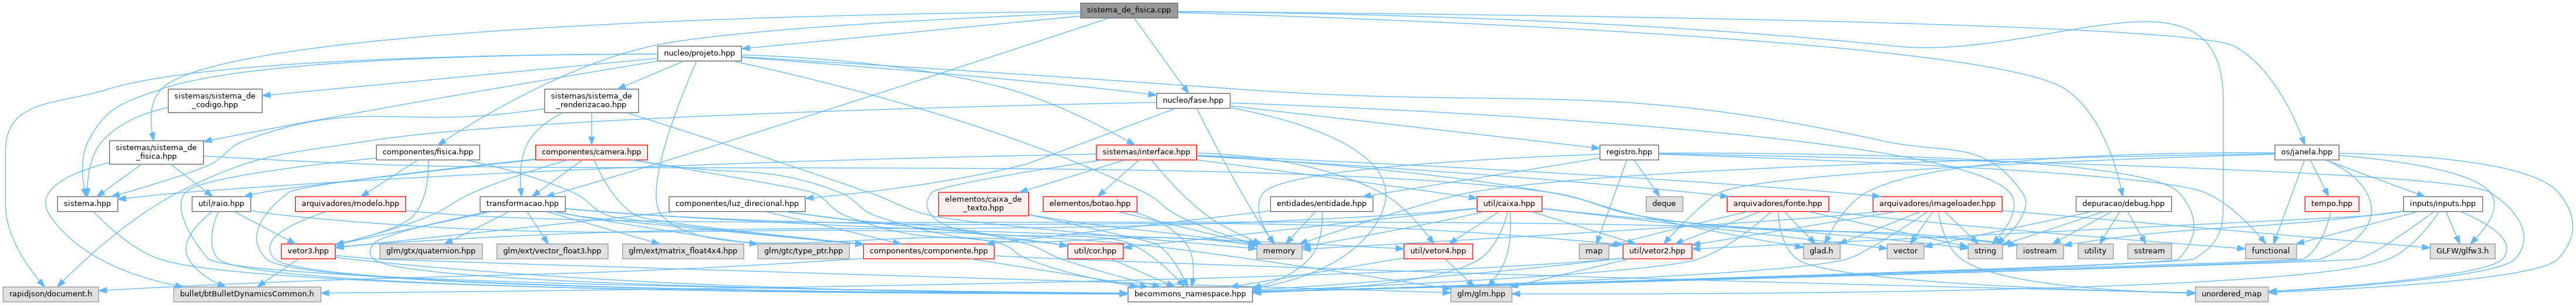 sistema_de_fisica.cpp
nucleo/projeto.hpp
sistemas/sistema_de
_codigo.hpp
sistemas/sistema_de
_renderizacao.hpp
nucleo/fase.hpp
sistemas/sistema_de
_fisica.hpp
componentes/fisica.hpp
componentes/camera.hpp
sistemas/interface.hpp
registro.hpp
os/janela.hpp
sistema.hpp
util/raio.hpp
arquivadores/modelo.hpp
transformacao.hpp
componentes/luz_direcional.hpp
elementos/caixa_de
_texto.hpp
elementos/botao.hpp
entidades/entidade.hpp
util/caixa.hpp
deque
arquivadores/fonte.hpp
arquivadores/imageloader.hpp
depuracao/debug.hpp
tempo.hpp
inputs/inputs.hpp
vetor3.hpp
glm/gtx/quaternion.hpp
glm/ext/vector_float3.hpp
glm/ext/matrix_float4x4.hpp
glm/gtc/type_ptr.hpp
componentes/componente.hpp
util/cor.hpp
memory
util/vetor4.hpp
map
util/vetor2.hpp
glad.h
vector
string
iostream
utility
sstream
functional
GLFW/glfw3.h
rapidjson/document.h
bullet/btBulletDynamicsCommon.h
becommons_namespace.hpp
glm/glm.hpp
unordered_map